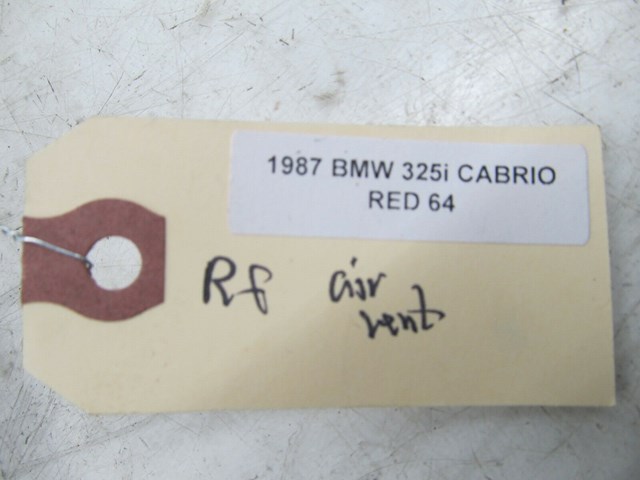 1987 BMW 325i CABRIO
RED 64
Rf air
vent